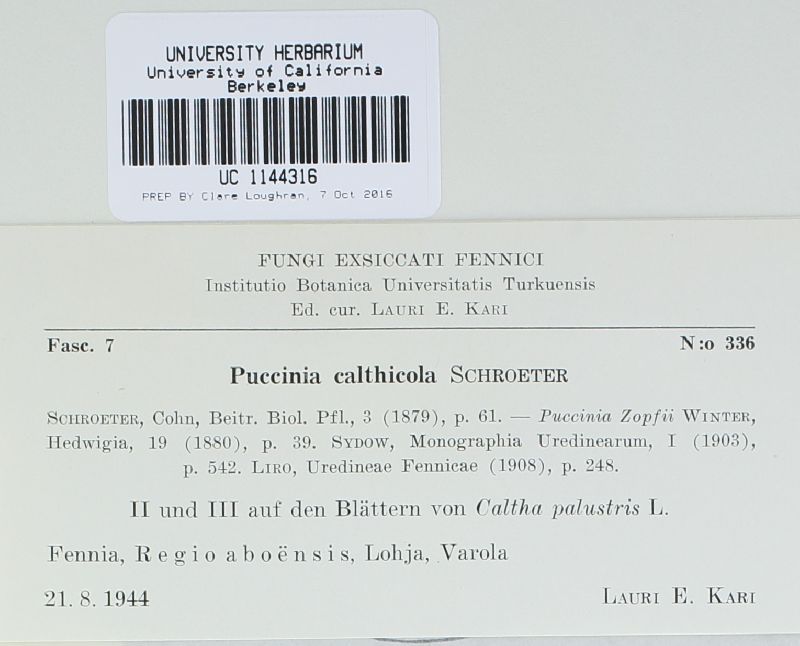 UNIVERSITY HERBARIUM
University of California
Berkeley
UC 1144316
PREP BY Clare Loughran, 7 Oct 2016
FUNGI EXSICCATI FENNICI
Institutio Botanica Universitatis Turkuensis
Ed. cur. LAURI E. KARI
Fasc. 7 N:o 336
Puccinia calthicola SCHROETER
SCHROETER, Cohn, Beitr. Biol. Pfl., 3 (1879), p. 61. — Puccinia Zopfii WINTER,
Hedwigia, 19 (1880), p. 39. SYDOW, Monographia Uredinearum, I (1903),
p. 542. LIRO, Uredineae Fennicae (1908), p. 248.
II und III auf den Blättern von Caltha palustris L.
Fennia, Regio aboënsis, Lohja, Varola
21. 8. 1944 LAURI E. KARI